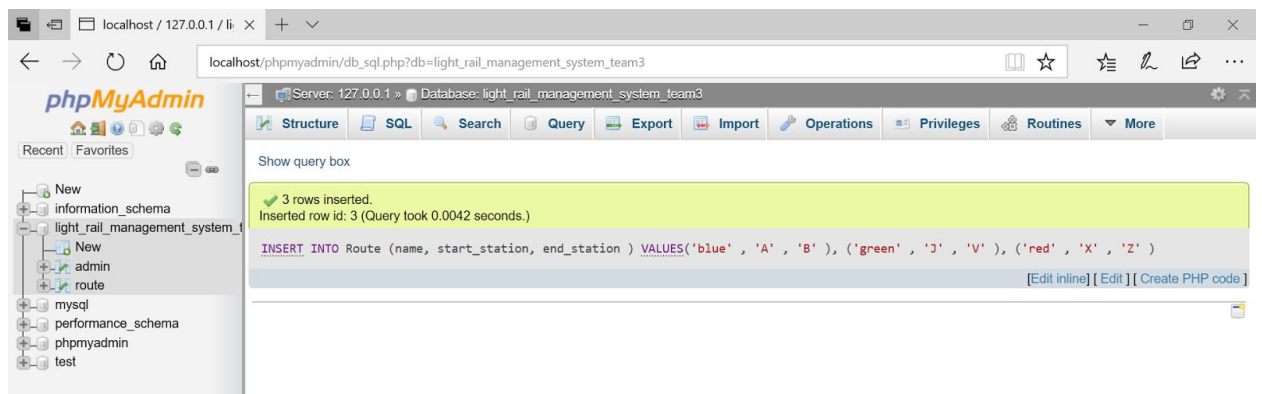 localhost / 127.0.0.1 / li
localhost/phpmyadmin/db_sql.php?db=light_rail_management_system_team3
phpMyAdmin
Recent Favorites
New
information_schema
light_rail_management_system_t
New
admin
route
mysql
performance_schema
phpmyadmin
test
Server: 127.0.0.1 » Database: light_rail_management_system_team3
Structure SQL Search Query Export Import Operations Privileges Routines More
Show query box
3 rows inserted.
Inserted row id: 3 (Query took 0.0042 seconds.)
INSERT INTO Route (name, start_station, end_station ) VALUES('blue' , 'A' , 'B' ), ('green' , 'J' , 'V' ), ('red' , 'X' , 'Z' )
[Edit inline] [ Edit ] [ Create PHP code ]